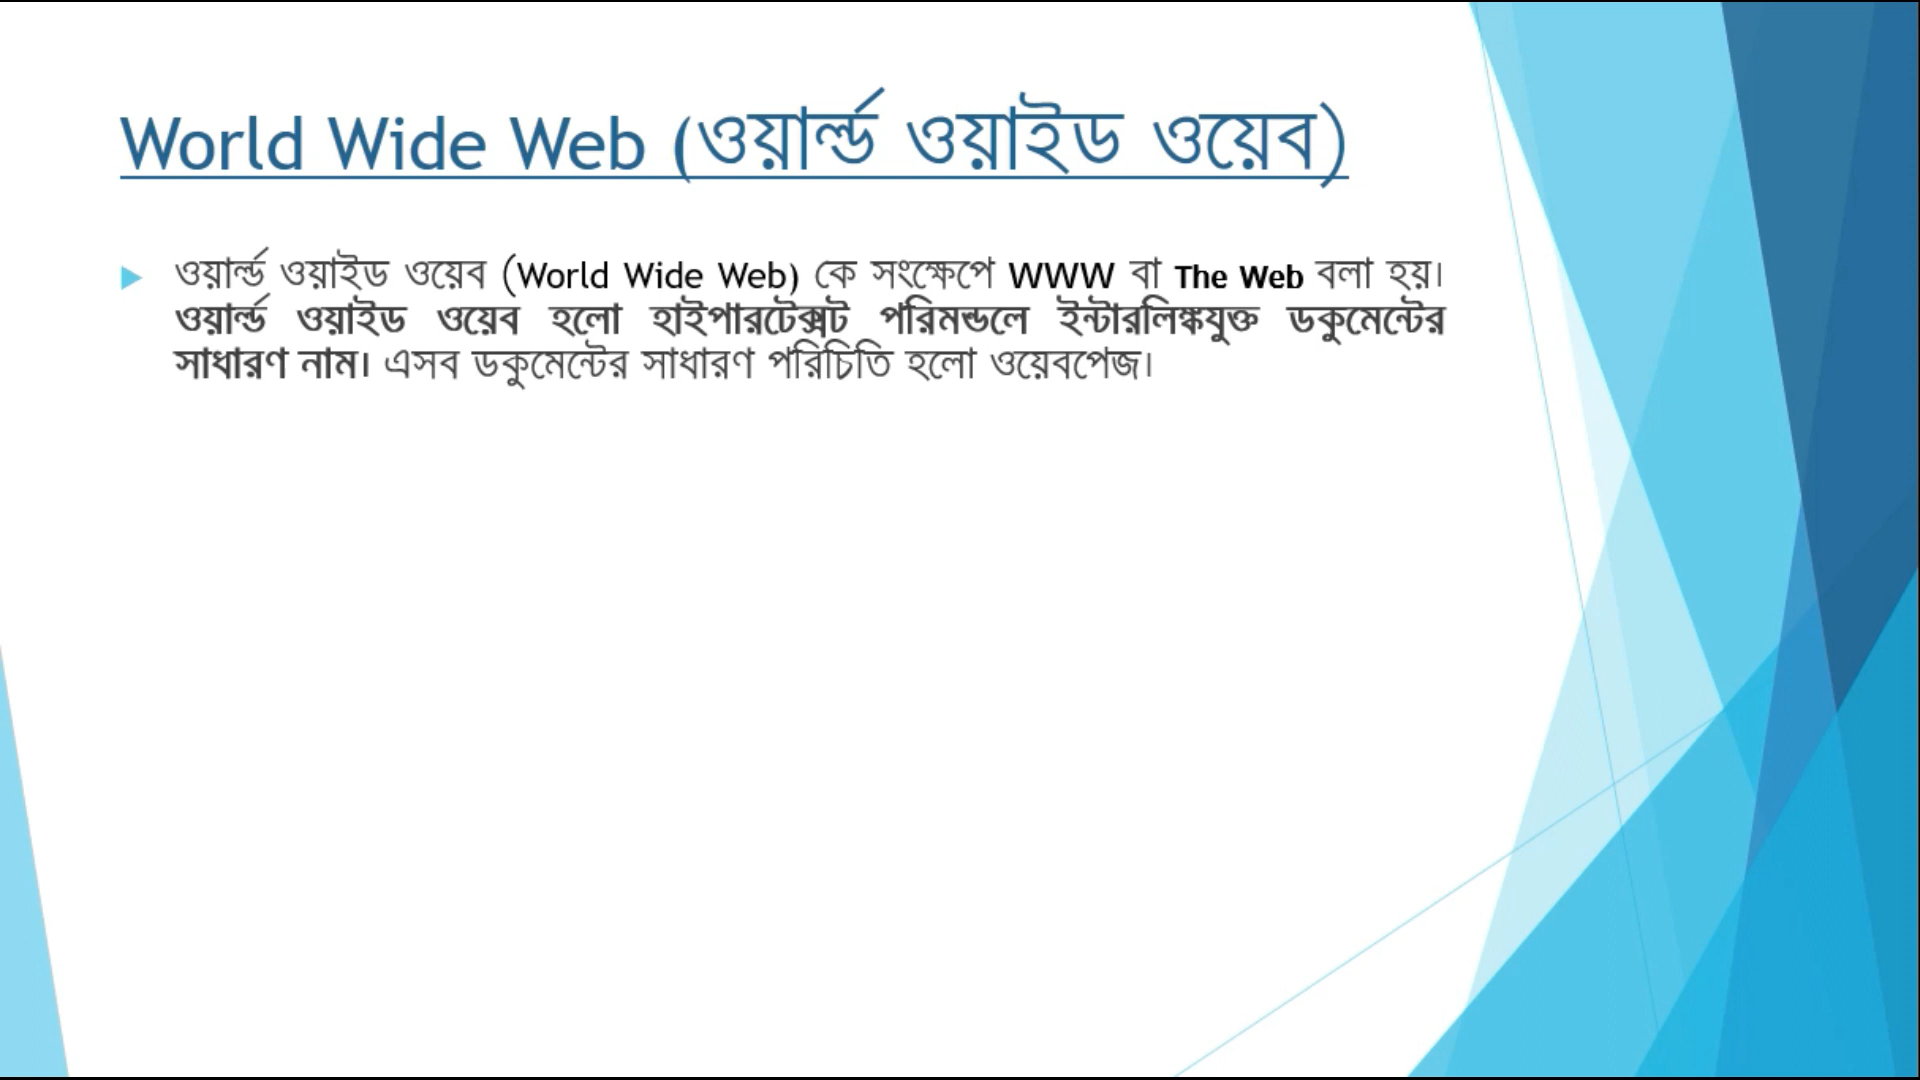 World Wide Web (ওয়ার্ল্ড ওয়াইড ওয়েব)
ওয়ার্ল্ড ওয়াইড ওয়েব (World Wide Web) কে সংক্ষেপে WWW বা The Web বলা হয়।
ওয়ার্ল্ড ওয়াইড ওয়েব হলো হাইপারটেক্সট পরিমন্ডলে ইন্টারলিঙ্কযুক্ত ডকুমেন্টের
সাধারণ নাম। এসব ডকুমেন্টের সাধারণ পরিচিতি হলো ওয়েবপেজ।